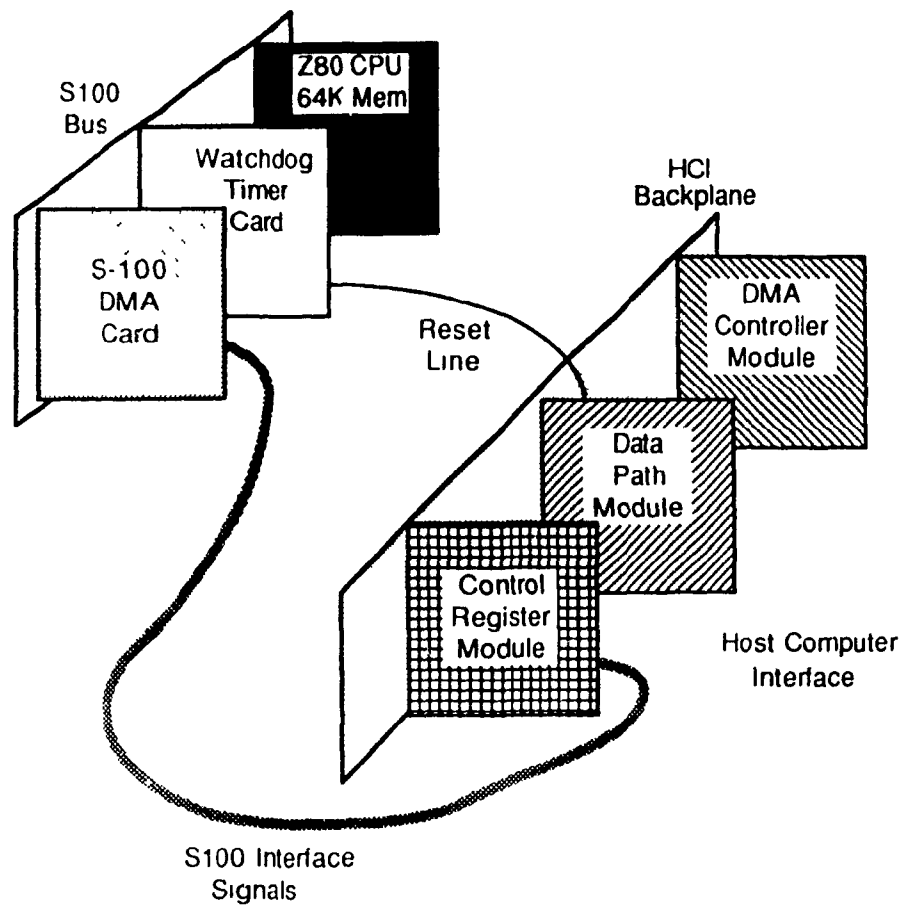 S100
Bus
Z80 CPU
64K Mem
Watchdog
Timer
Card
S-100
DMA
Card
HCI
Backplane
DMA
Controller
Module
Reset
Line
Data
Path
Module
Control
Register
Module
Host Computer
Interface
S100 Interface
Signals